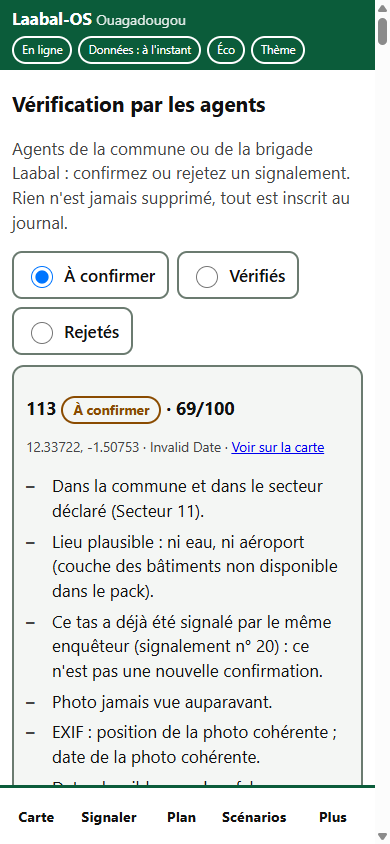 Laabal-OS Ouagadougou
En ligne Données : à l'instant Éco Thème
Vérification par les agents
Agents de la commune ou de la brigade
Laabal : confirmez ou rejetez un signalement.
Rien n'est jamais supprimé, tout est inscrit au
journal.
À confirmer Vérifiés
Rejetés
113 À confirmer · 69/100
12.33722, -1.50753 · Invalid Date · Voir sur la carte
– Dans la commune et dans le secteur
déclaré (Secteur 11).
– Lieu plausible : ni eau, ni aéroport
(couche des bâtiments non disponible
dans le pack).
– Ce tas a déjà été signalé par le même
enquêteur (signalement n° 20) : ce
n'est pas une nouvelle confirmation.
– Photo jamais vue auparavant.
– EXIF : position de la photo cohérente ;
date de la photo cohérente.
Carte Signaler Plan Scénarios Plus